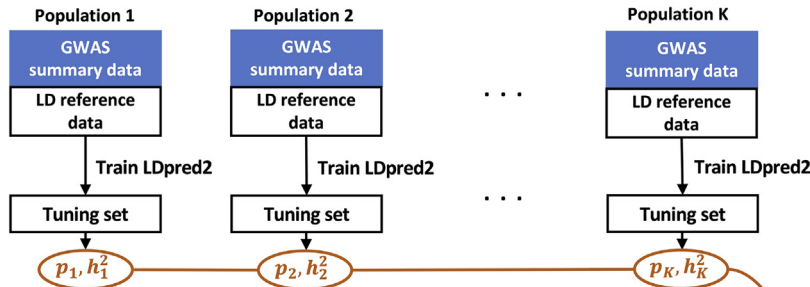 Population 1
Population 2
Population K
GWAS
summary data
GWAS
summary data
GWAS
summary data
LD reference
data
LD reference
data
. . .
LD reference
data
Train LDpred2
Train LDpred2
Train LDpred2
Tuning set
Tuning set
. . .
Tuning set
p₁, h₁²
p₂, h₂²
p_K, h_K²